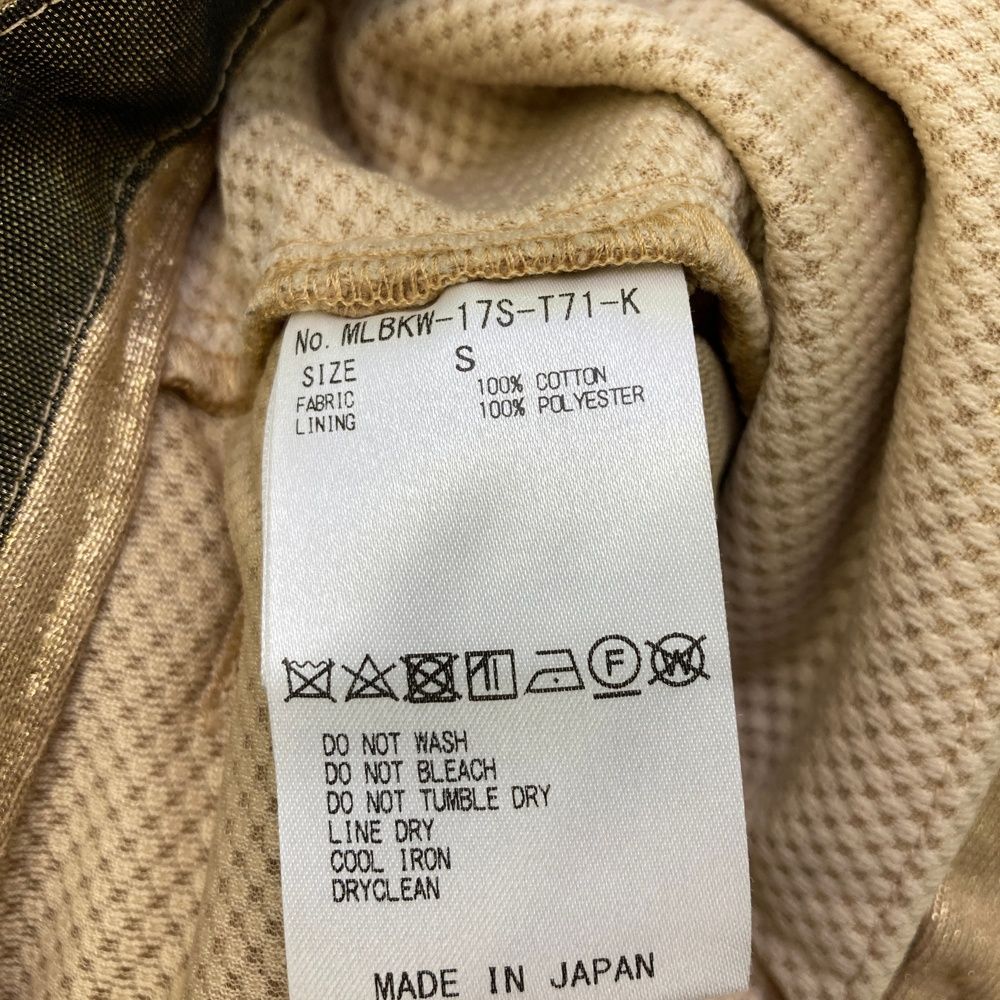 No. MLBKW-17S-T71-K
SIZE S
FABRIC 100% COTTON
LINING 100% POLYESTER
F W
DO NOT WASH
DO NOT BLEACH
DO NOT TUMBLE DRY
LINE DRY
COOL IRON
DRYCLEAN
MADE IN JAPAN